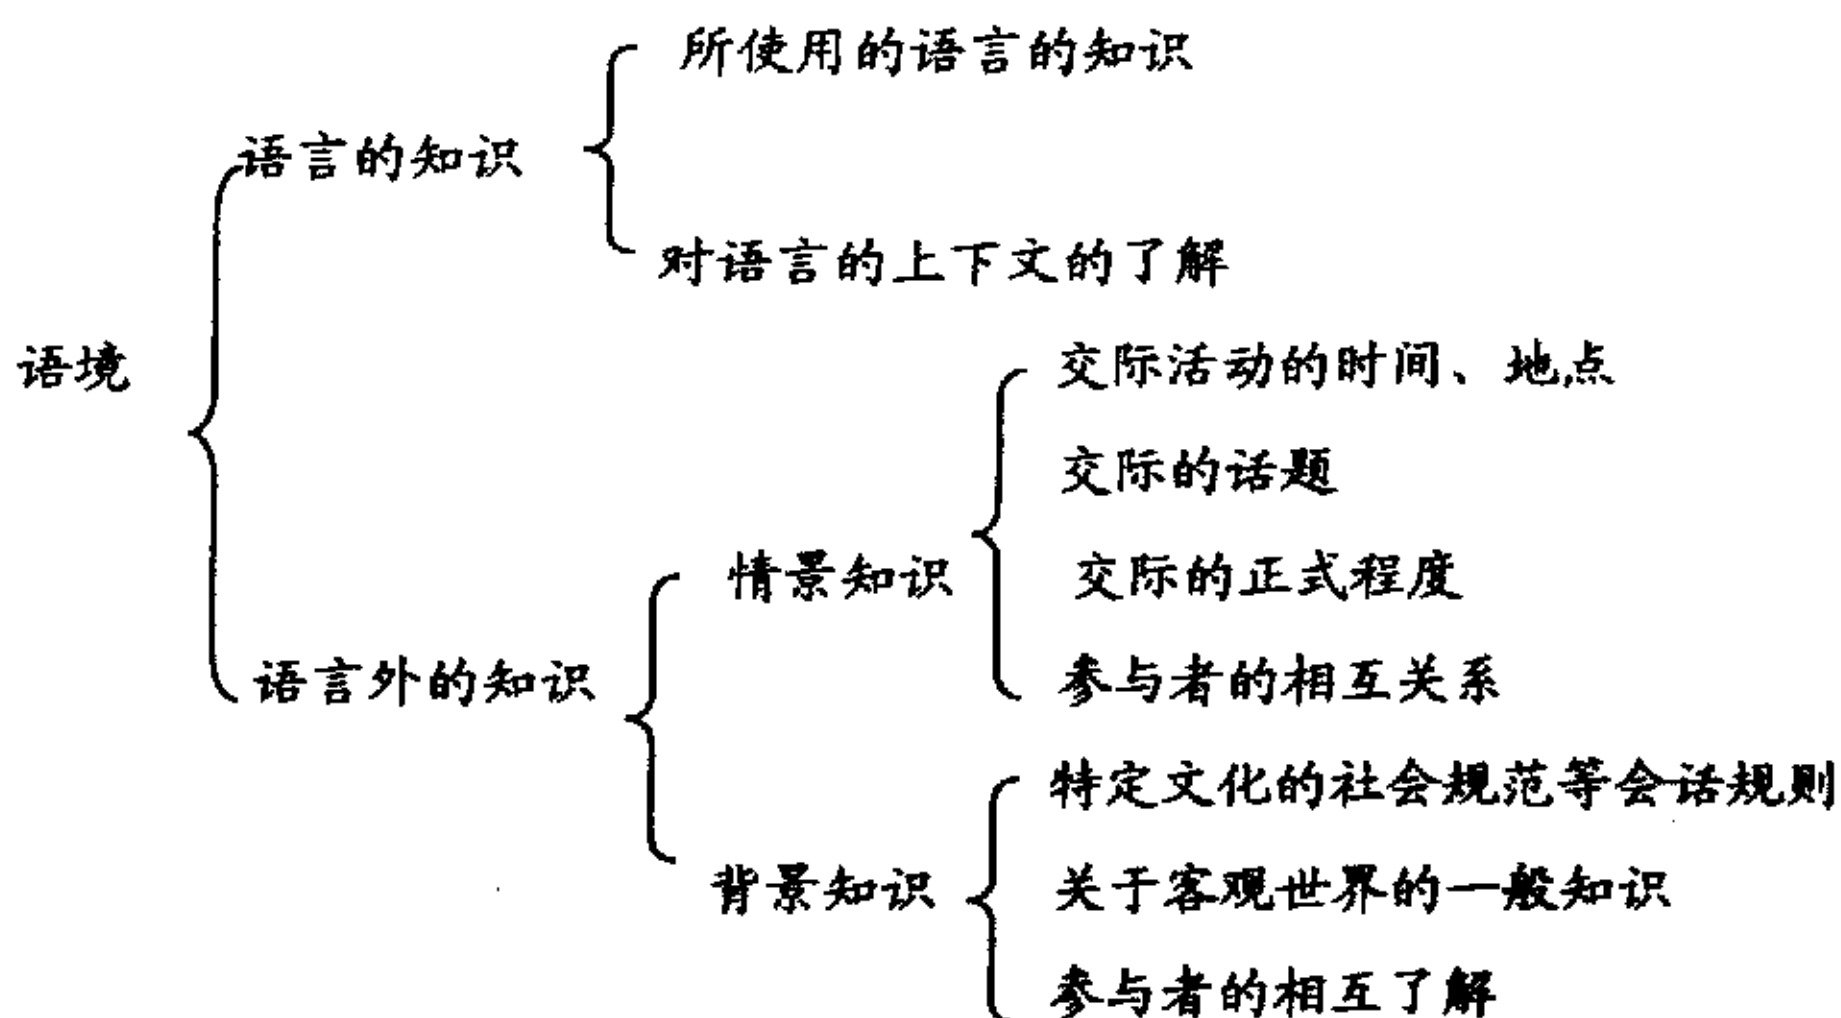 所使用的语言的知识
语言的知识
对语言的上下文的了解
语境
交际活动的时间、地点
交际的话题
情景知识
交际的正式程度
语言外的知识
参与者的相互关系
特定文化的社会规范等会话规则
背景知识
关于客观世界的一般知识
参与者的相互了解